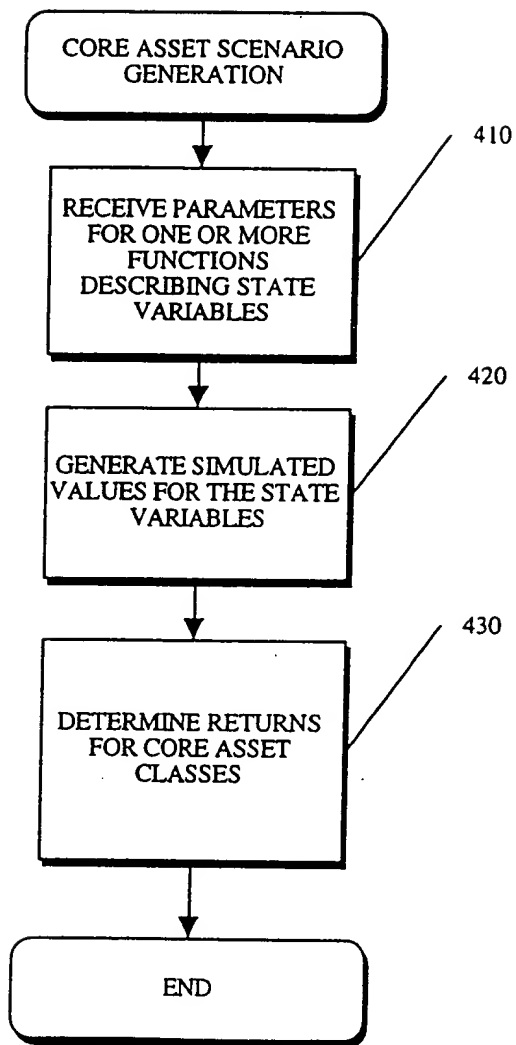 CORE ASSET SCENARIO
GENERATION
410
RECEIVE PARAMETERS
FOR ONE OR MORE
FUNCTIONS
DESCRIBING STATE
VARIABLES
420
GENERATE SIMULATED
VALUES FOR THE STATE
VARIABLES
430
DETERMINE RETURNS
FOR CORE ASSET
CLASSES
END